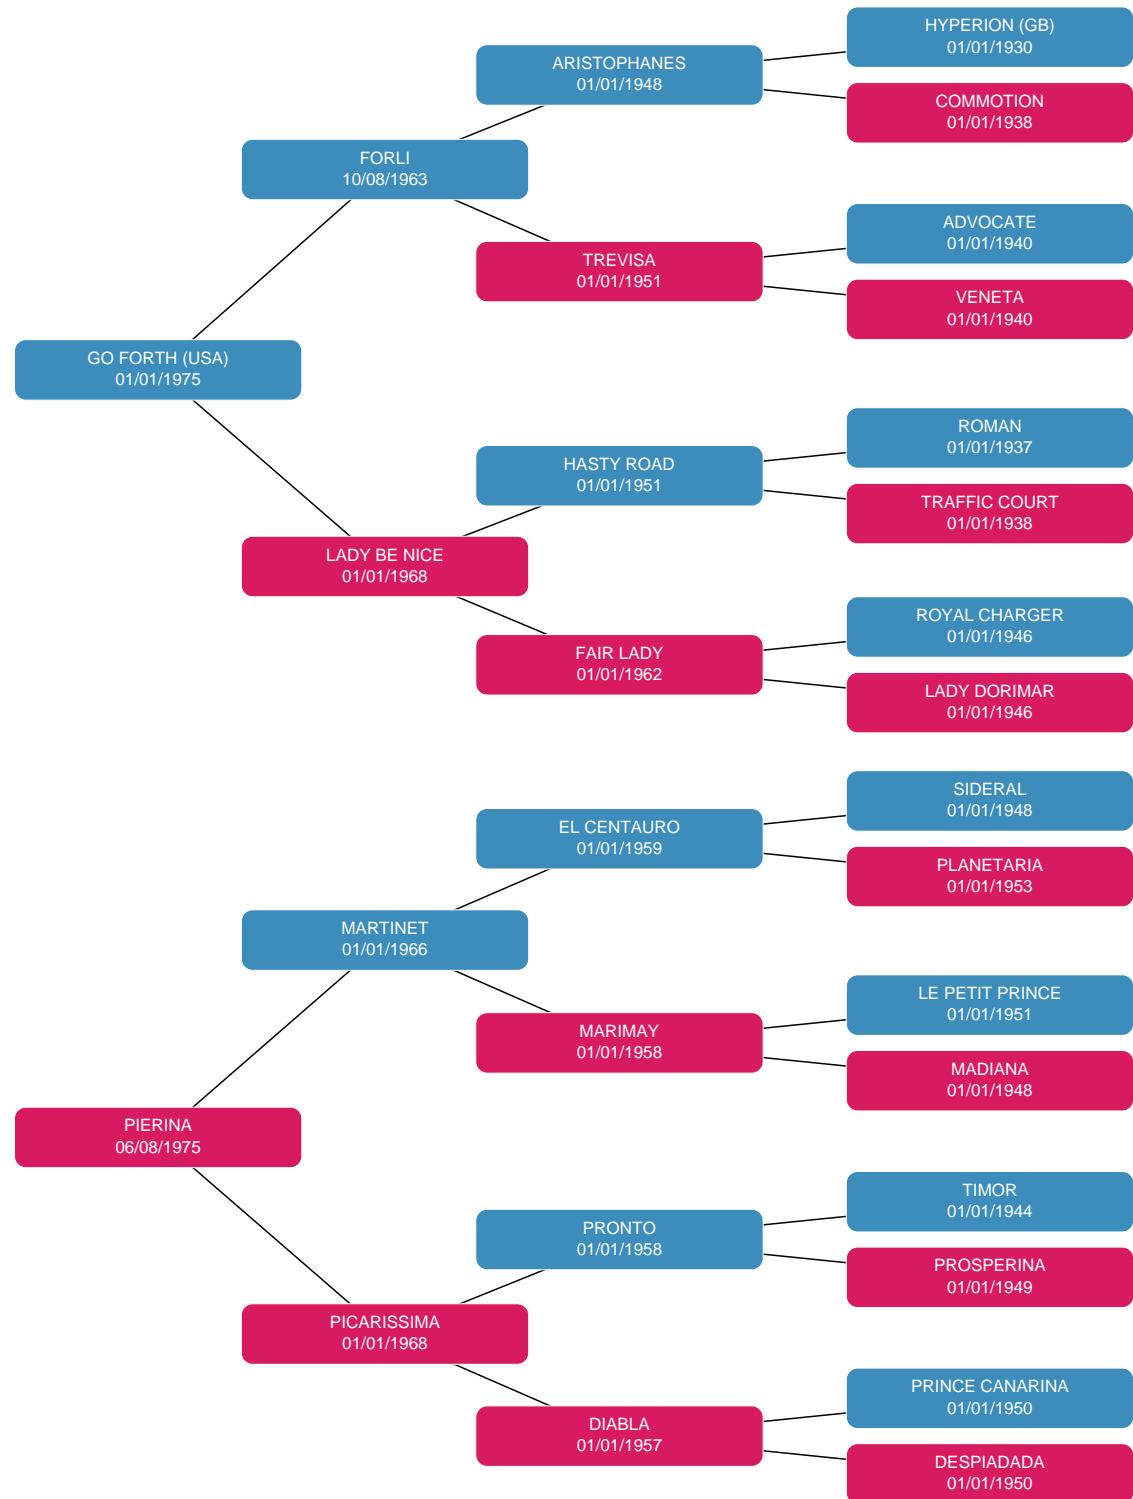 HYPERION (GB)
01/01/1930
ARISTOPHANES
01/01/1948
COMMOTION
01/01/1938
FORLI
10/08/1963
ADVOCATE
01/01/1940
TREVISA
01/01/1951
VENETA
01/01/1940
GO FORTH (USA)
01/01/1975
ROMAN
01/01/1937
HASTY ROAD
01/01/1951
TRAFFIC COURT
01/01/1938
LADY BE NICE
01/01/1968
ROYAL CHARGER
01/01/1946
FAIR LADY
01/01/1962
LADY DORIMAR
01/01/1946
SIDERAL
01/01/1948
EL CENTAURO
01/01/1959
PLANETARIA
01/01/1953
MARTINET
01/01/1966
LE PETIT PRINCE
01/01/1951
MARIMAY
01/01/1958
MADIANA
01/01/1948
PIERINA
06/08/1975
TIMOR
01/01/1944
PRONTO
01/01/1958
PROSPERINA
01/01/1949
PICARISSIMA
01/01/1968
PRINCE CANARINA
01/01/1950
DIABLA
01/01/1957
DESPIADADA
01/01/1950